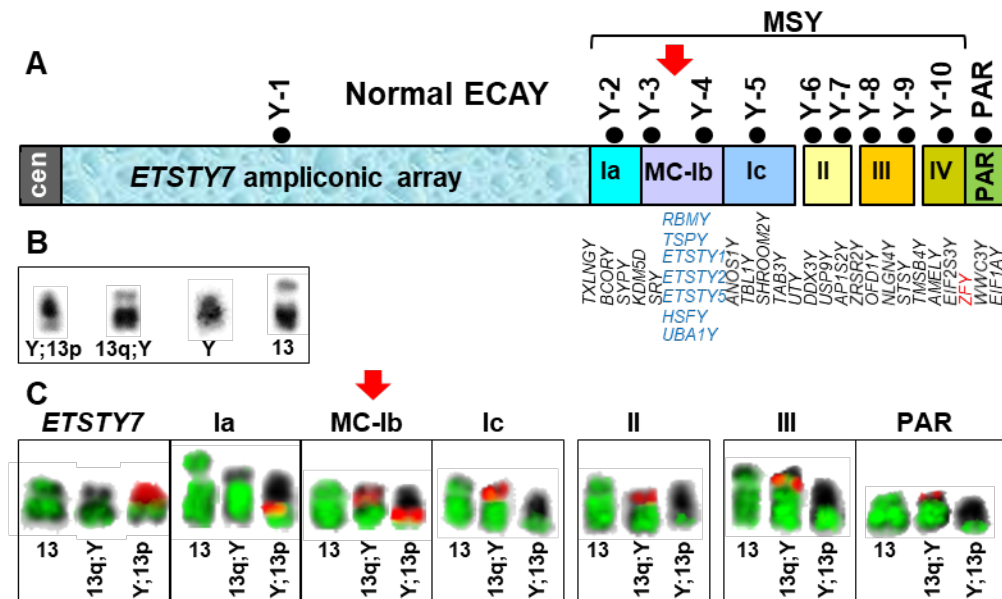 MSY
A
Normal ECAY
Y-1
Y-2
Y-3
Y-4
Y-5
Y-6
Y-7
Y-8
Y-9
Y-10
PAR
cen
ETSTY7 ampliconic array
Ia
MC-Ib
Ic
II
III
IV
PAR
TXLNGY
BCORY
SYPY
KDM5D
SRY
RBMY
TSPY
ETSTY1
ETSTY2
ETSTY5
HSFY
UBA1Y
ANOS1Y
TBL1Y
SHROOM2Y
TAB3Y
UTY
DDX3Y
USP9Y
AP1S2Y
ZRSR2Y
OFD1Y
NLGN4Y
STSY
TMSB4Y
AMELY
EIF2S3Y
ZFY
WWC3Y
EIF1AY
B
Y;13p
13q;Y
Y
13
C
ETSTY7
Ia
MC-Ib
Ic
II
III
PAR
13
13q;Y
Y;13p
13
13q;Y
Y;13p
13
13q;Y
Y;13p
13
13q;Y
Y;13p
13
13q;Y
Y;13p
13
13q;Y
Y;13p
13
13q;Y
Y;13p